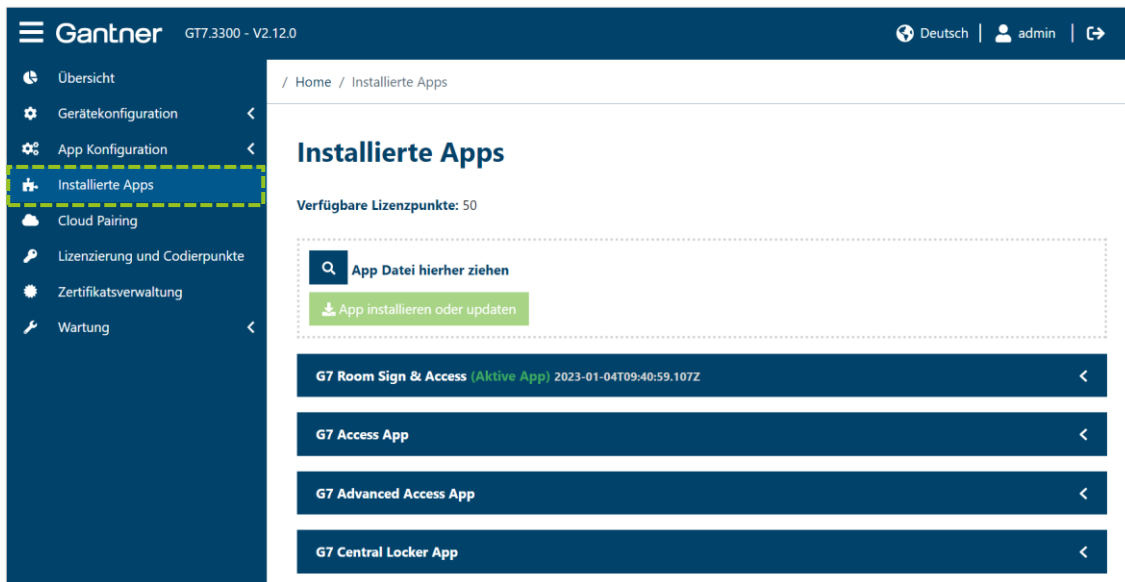 Gantner GT7.3300 - V2.12.0 Deutsch | admin |
Übersicht
Gerätekonfiguration
App Konfiguration
Installierte Apps
Cloud Pairing
Lizenzierung und Codierpunkte
Zertifikatsverwaltung
Wartung
/ Home / Installierte Apps
Installierte Apps
Verfügbare Lizenzpunkte: 50
App Datei hierher ziehen
App installieren oder updaten
G7 Room Sign & Access (Aktive App) 2023-01-04T09:40:59.107Z
G7 Access App
G7 Advanced Access App
G7 Central Locker App